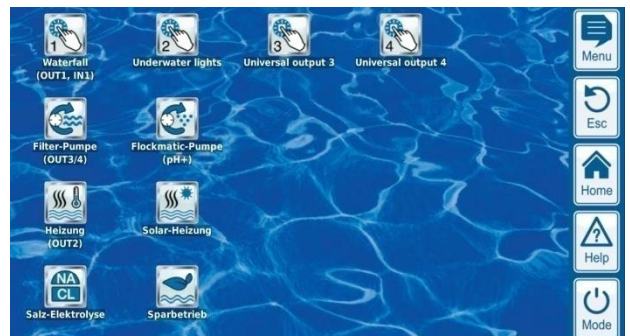 1
2
3
4
Waterfall
(OUT1, IN1)
Underwater lights
Universal output 3
Universal output 4
Filter-Pumpe
(OUT3/4)
Flockmatic-Pumpe
(pH+)
Heizung
(OUT2)
Solar-Heizung
NA
CL
Salz-Elektrolyse
Sparbetrieb
Menu
Esc
Home
?
Help
Mode